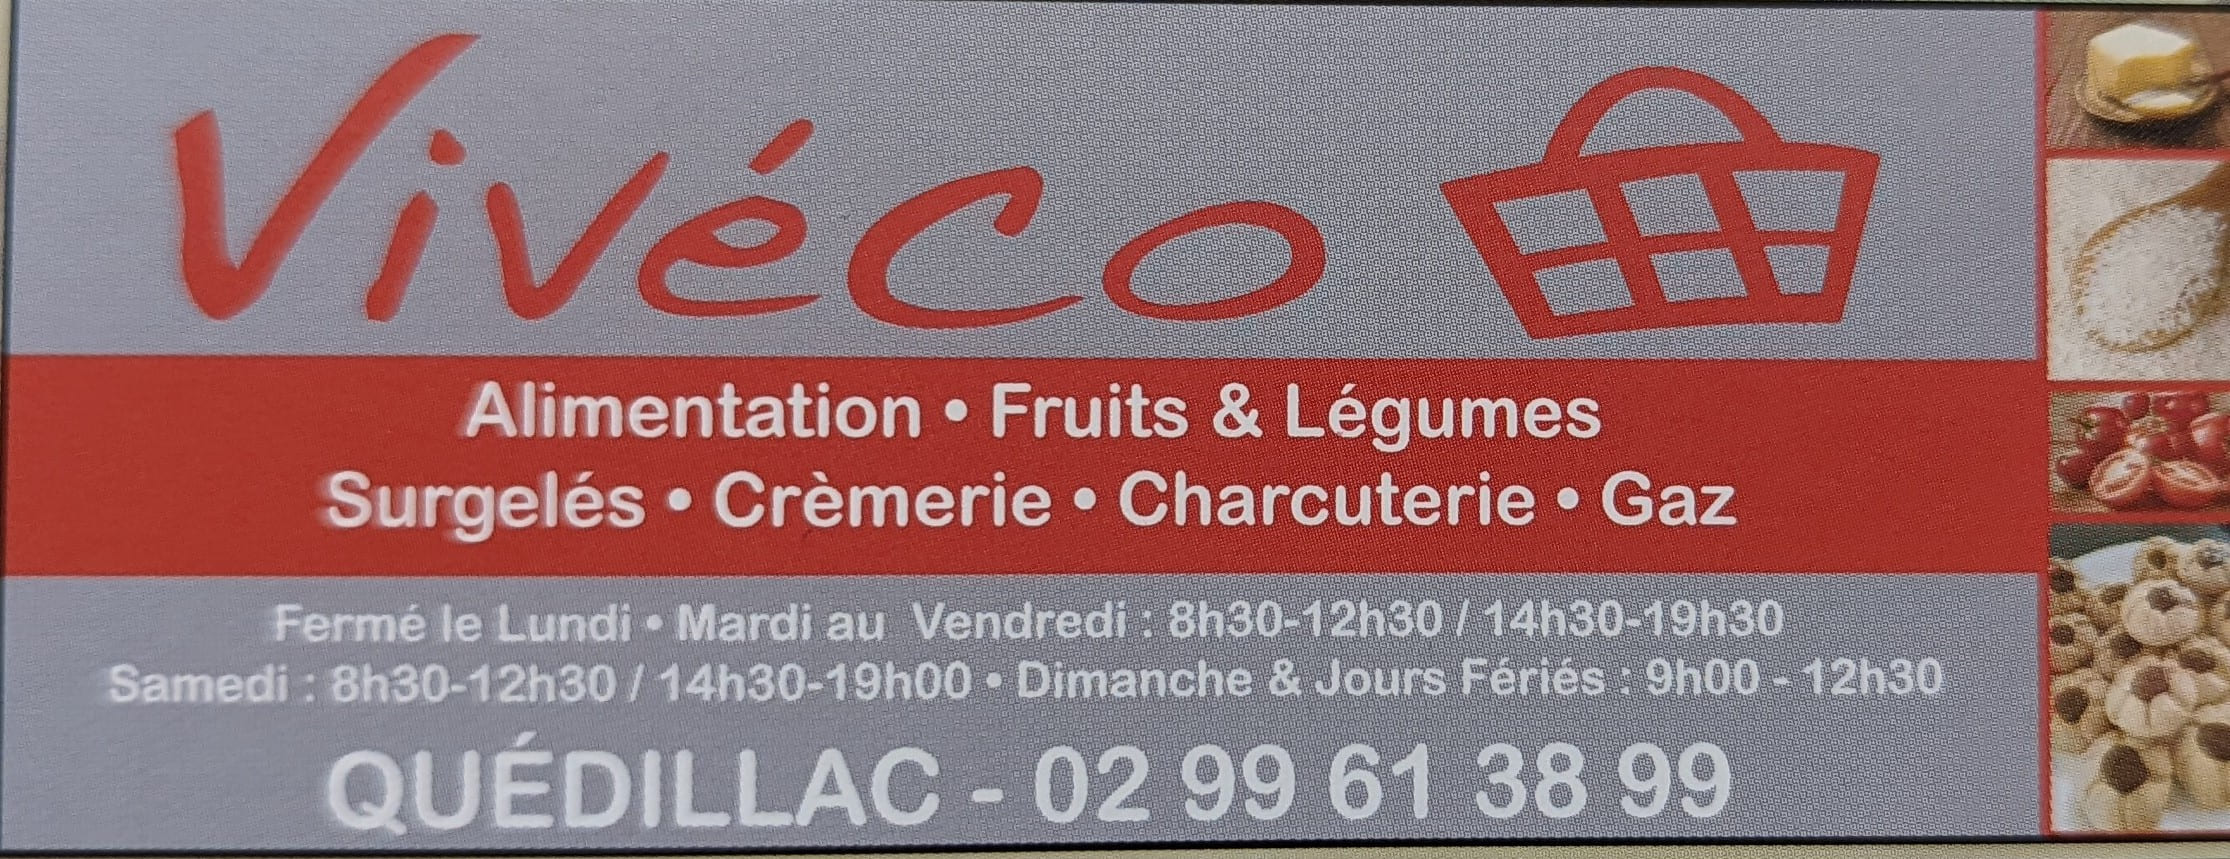 Vivéco
Alimentation • Fruits & Légumes
Surgelés • Crèmerie • Charcuterie • Gaz
Fermé le Lundi • Mardi au Vendredi : 8h30-12h30 / 14h30-19h30
Samedi : 8h30-12h30 / 14h30-19h00 • Dimanche & Jours Fériés : 9h00 - 12h30
QUÉDILLAC - 02 99 61 38 99